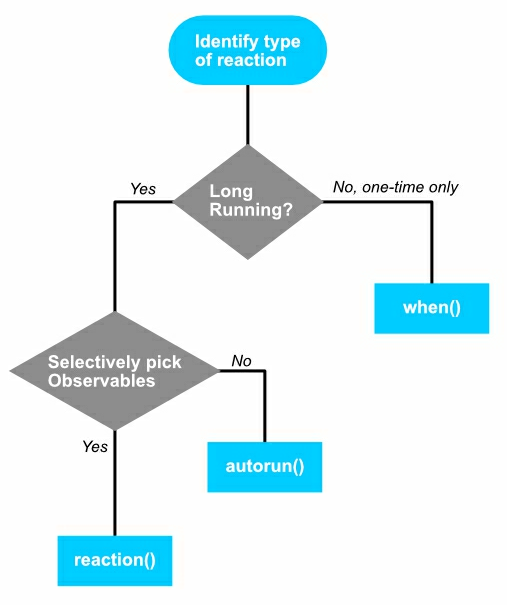 Identify type
of reaction
Yes
No, one-time only
Long
Running?
when()
Selectively pick
Observables
No
Yes
autorun()
reaction()